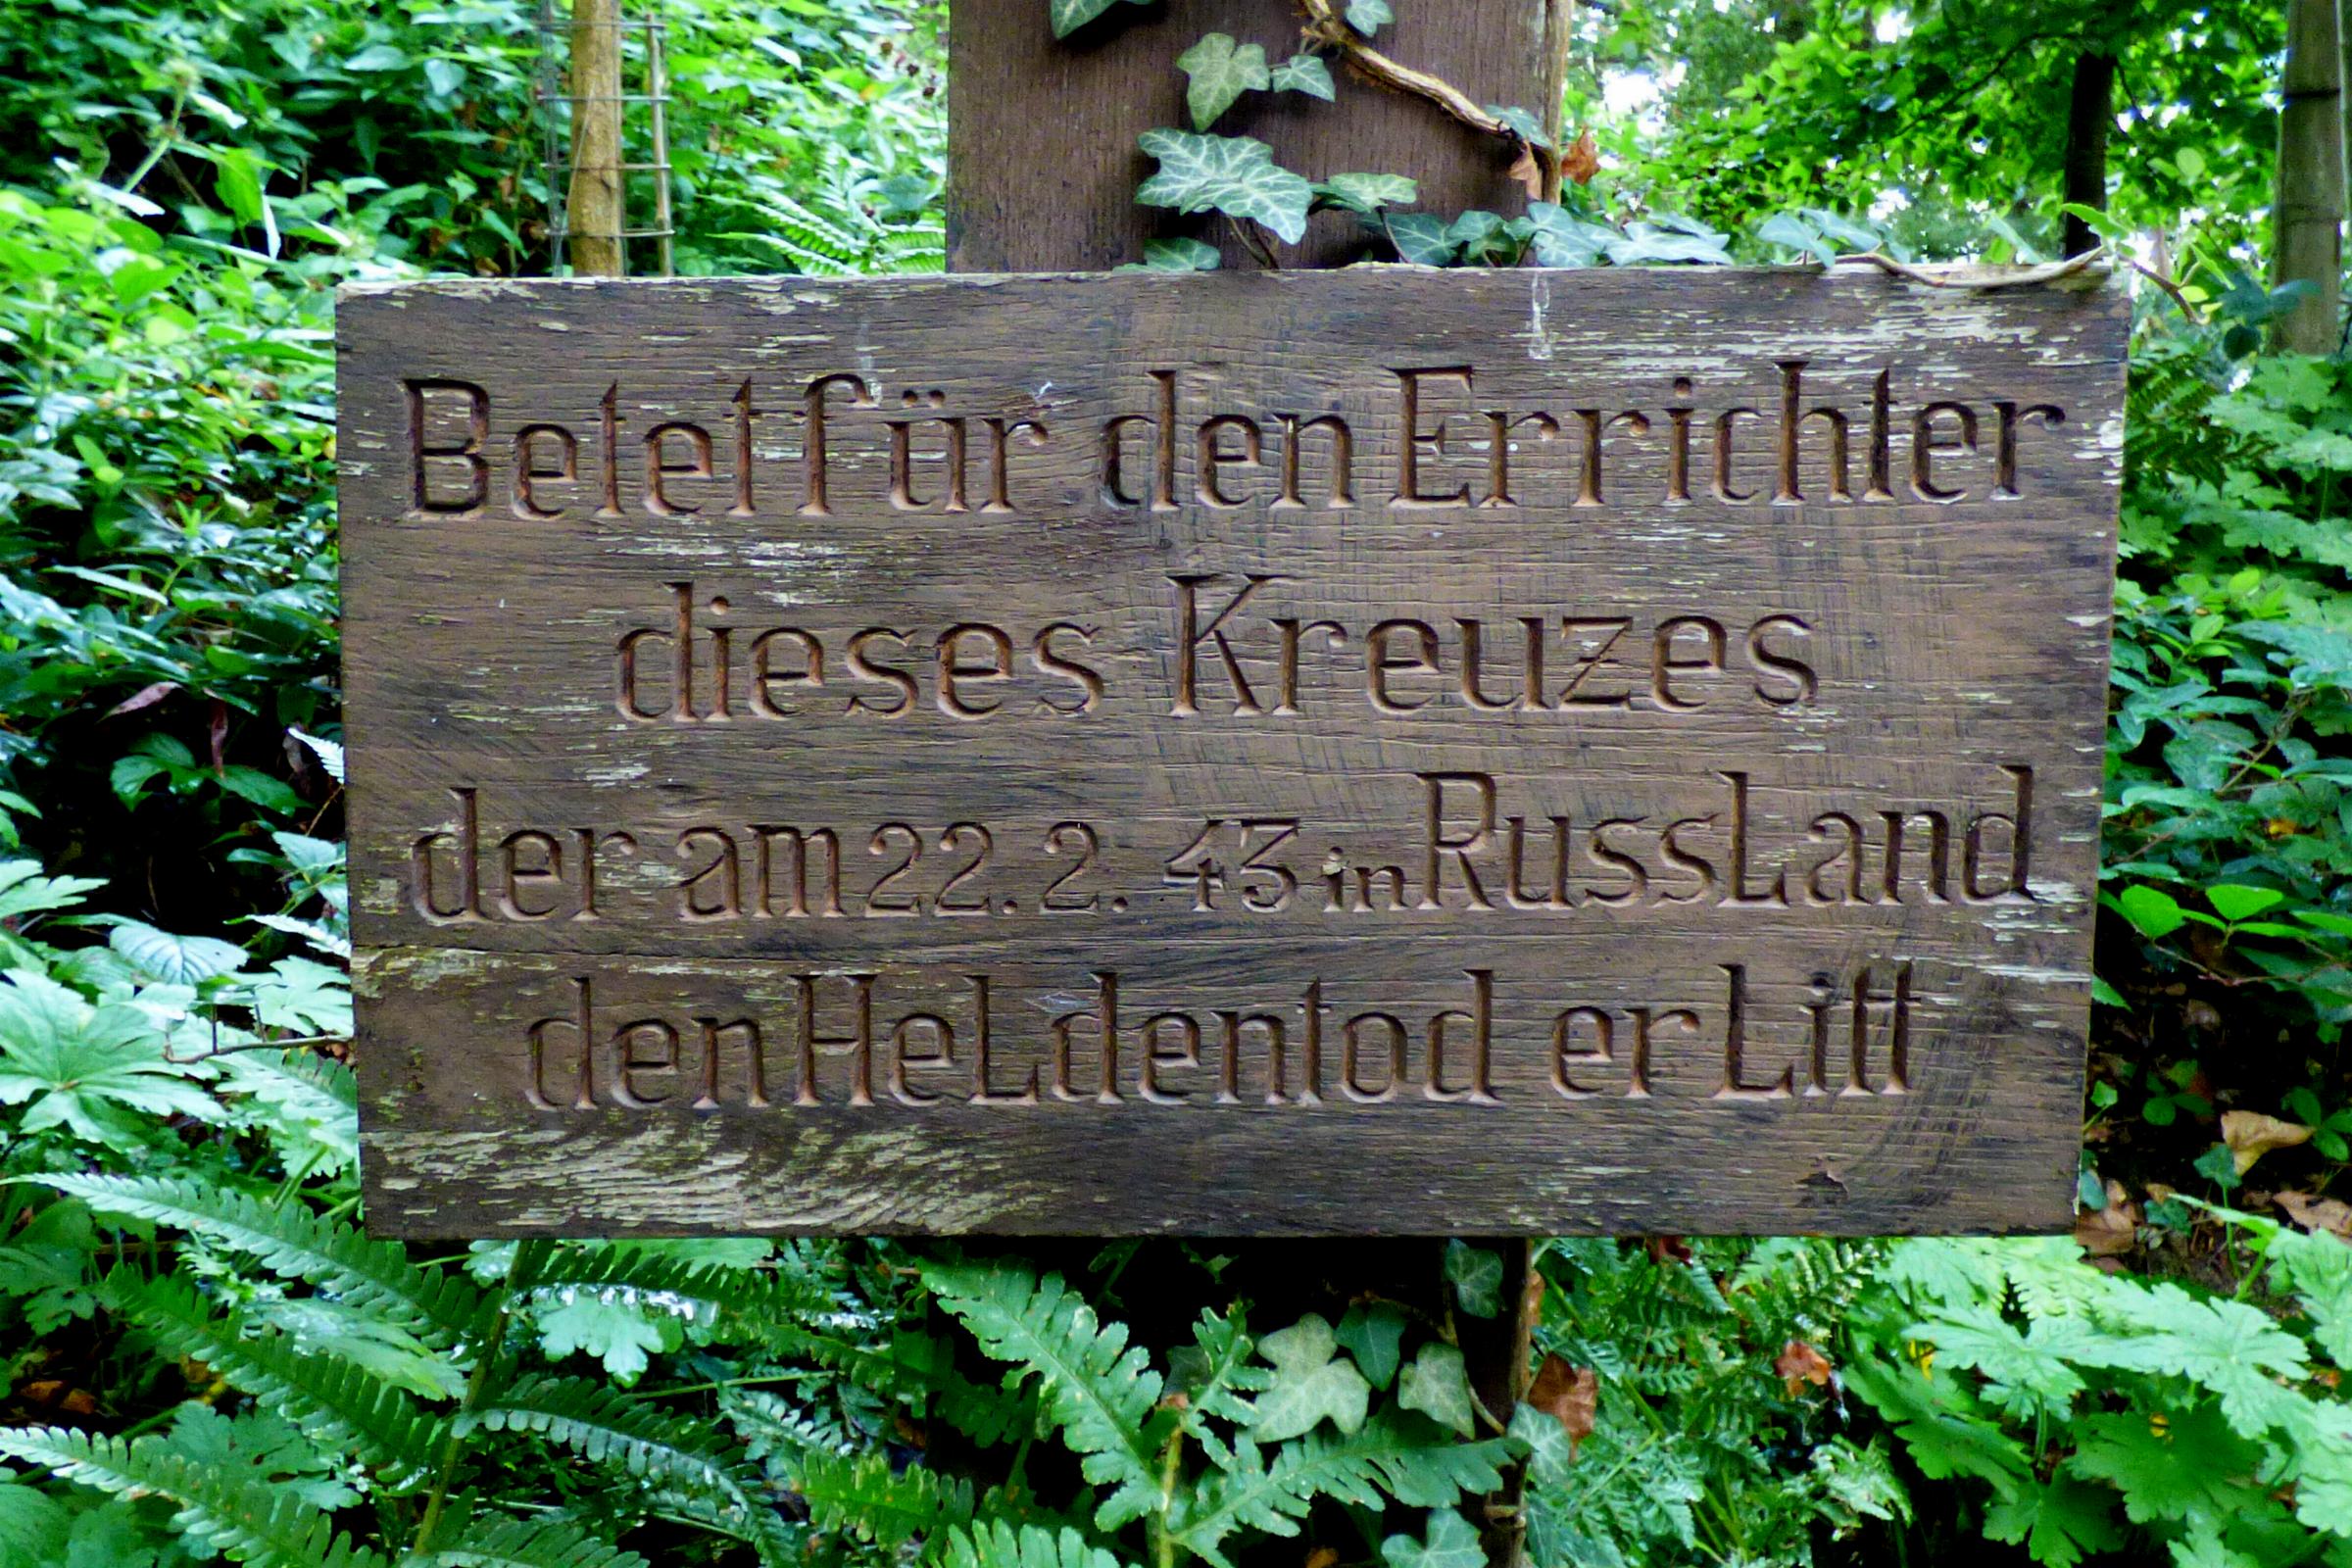 Betet für den Errichter
dieses Kreuzes
der am 22. 2. 43 in RussLand
den HeLdentod erLitt